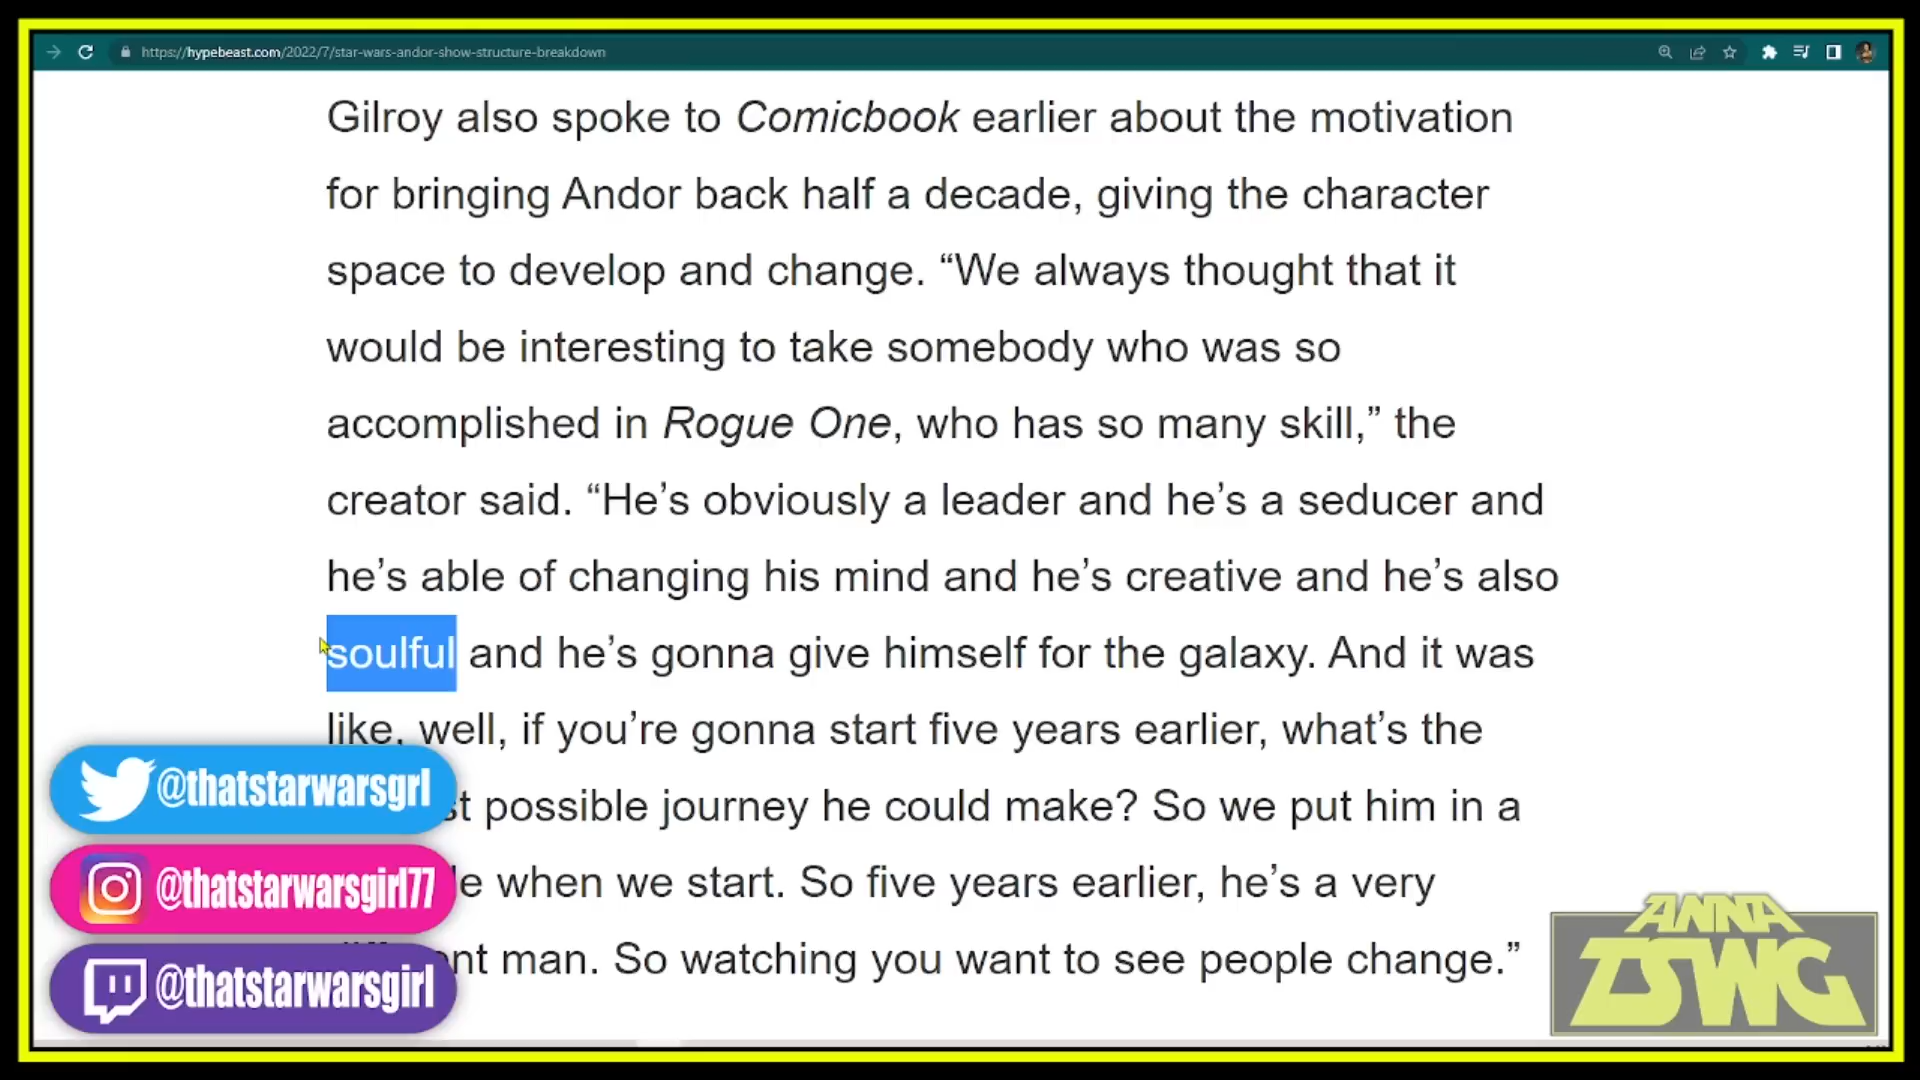 https://hypebeast.com/2022/7/star-wars-andor-show-structure-breakdown
Gilroy also spoke to Comicbook earlier about the motivation
for bringing Andor back half a decade, giving the character
space to develop and change. “We always thought that it
would be interesting to take somebody who was so
accomplished in Rogue One, who has so many skill,” the
creator said. “He’s obviously a leader and he’s a seducer and
he’s able of changing his mind and he’s creative and he’s also
soulful and he’s gonna give himself for the galaxy. And it was
like, well, if you’re gonna start five years earlier, what’s the
possible journey he could make? So we put him in a
when we start. So five years earlier, he’s a very
man. So watching you want to see people change.”
@thatstarwarsgrl
@thatstarwarsgirl77
@thatstarwarsgirl
ANNA
TSWG